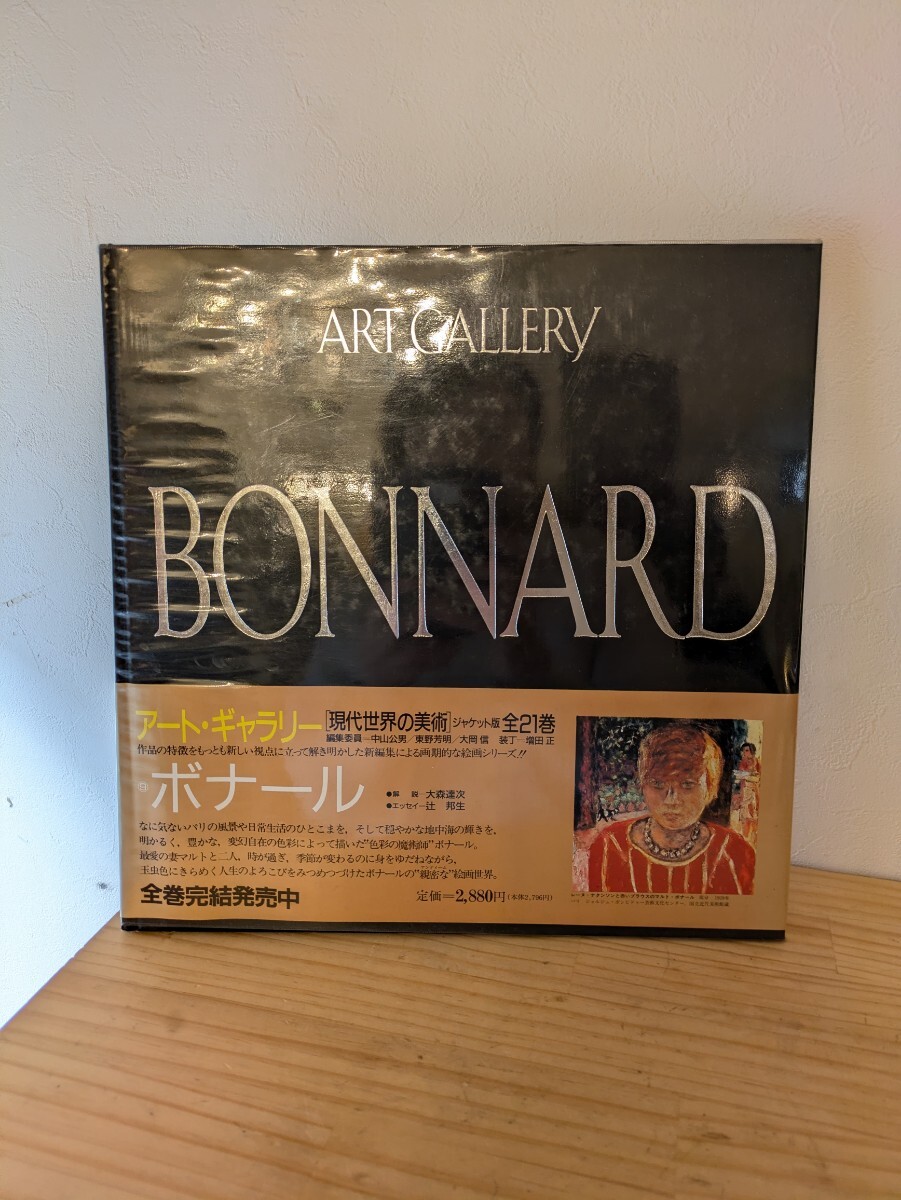 ART GALLERY
BONNARD
アート・ギャラリー[現代世界の美術]ジャケット版 全21巻
編集委員―中山公男/東野芳明/大岡 信 装丁―増田 正
作品の特徴をもっとも新しい視点に立って解き明かした新編集による画期的な絵画シリーズ!!
9 ボナール
●解 説―大森達次
●エッセイ―辻 邦生
なに気ないパリの風景や日常生活のひとこまを、そして穏やかな地中海の輝きを、
明かるく、豊かな、変幻自在の色彩によって描いた“色彩の魔術師”ボナール。
最愛の妻マルトと二人、時が過ぎ、季節が変わるのに身をゆだねながら、
玉虫色にきらめく人生のよろこびをみつめつづけたボナールの“親密な”絵画世界。
全巻完結発売中
定価=2,880円(本体2,796円)